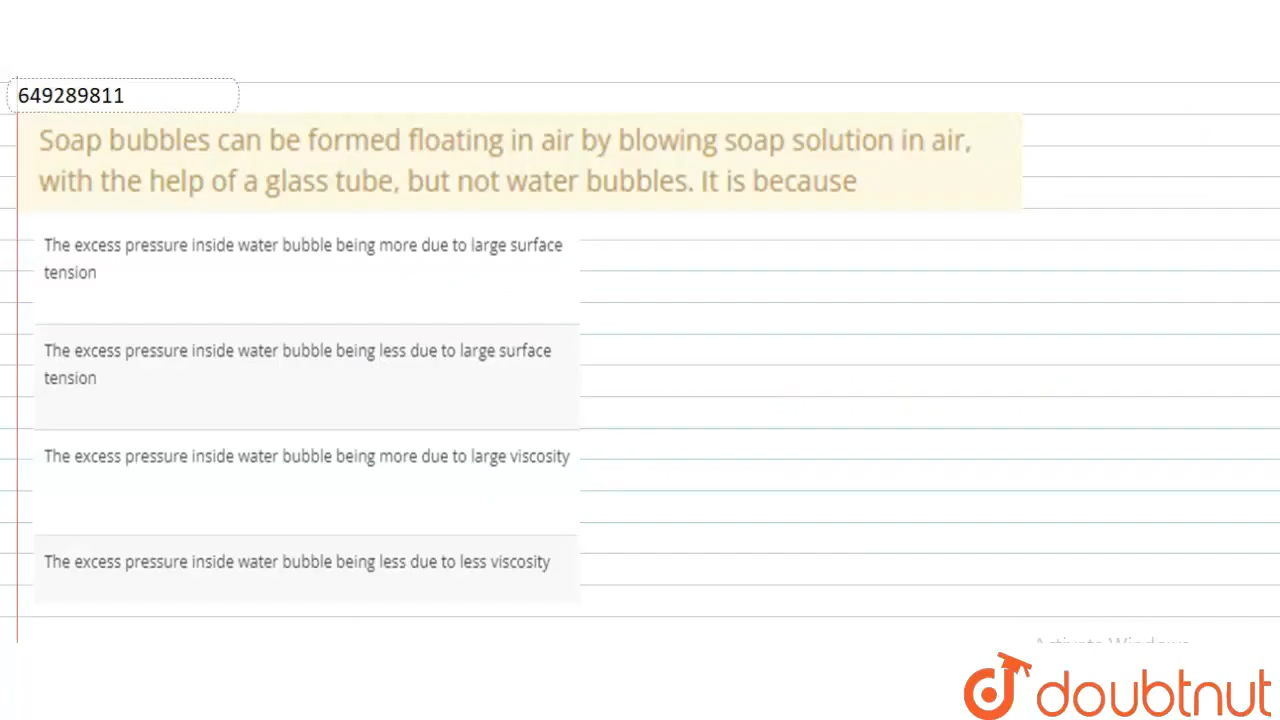 649289811
Soap bubbles can be formed floating in air by blowing soap solution in air,
with the help of a glass tube, but not water bubbles. It is because
The excess pressure inside water bubble being more due to large surface
tension
The excess pressure inside water bubble being less due to large surface
tension
The excess pressure inside water bubble being more due to large viscosity
The excess pressure inside water bubble being less due to less viscosity
Activate Windows
doubtnut